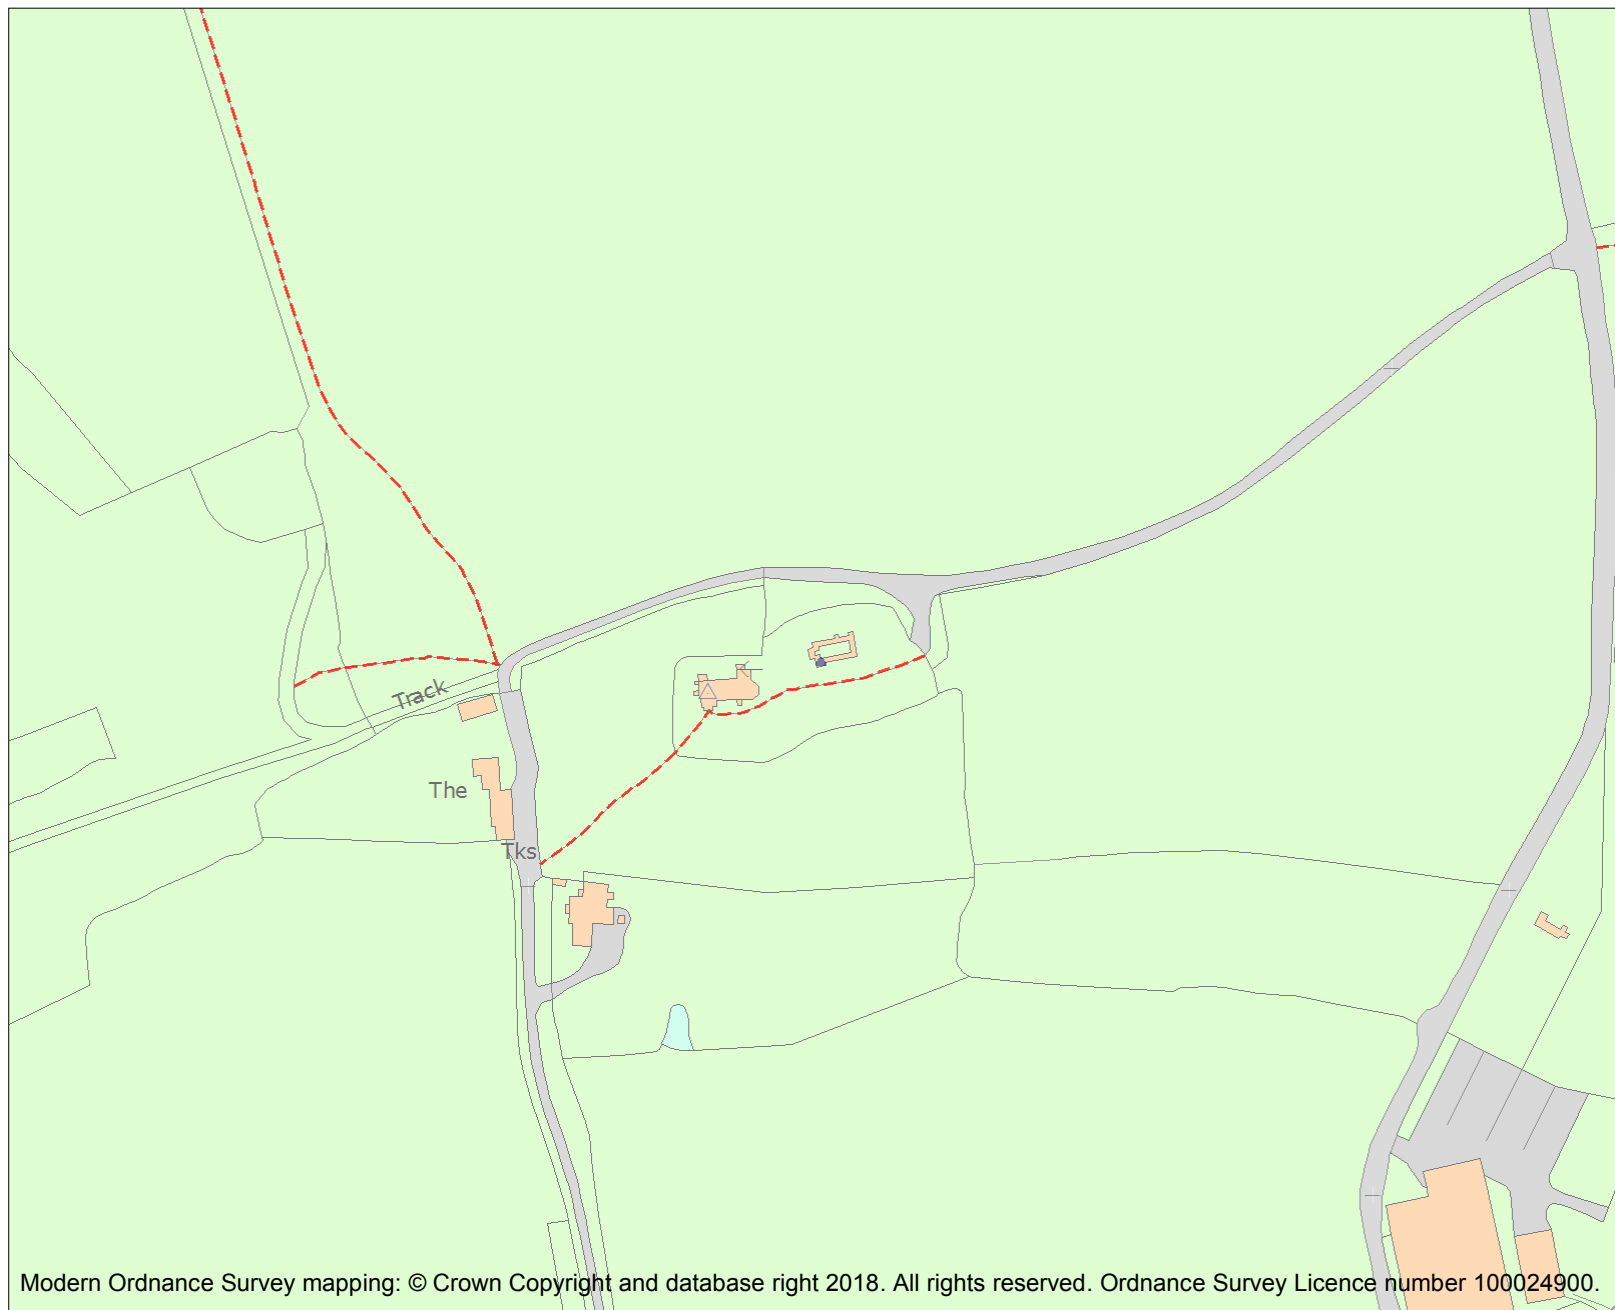 Track
The
Tks
Modern Ordnance Survey mapping: © Crown Copyright and database right 2018. All rights reserved. Ordnance Survey Licence number 100024900.